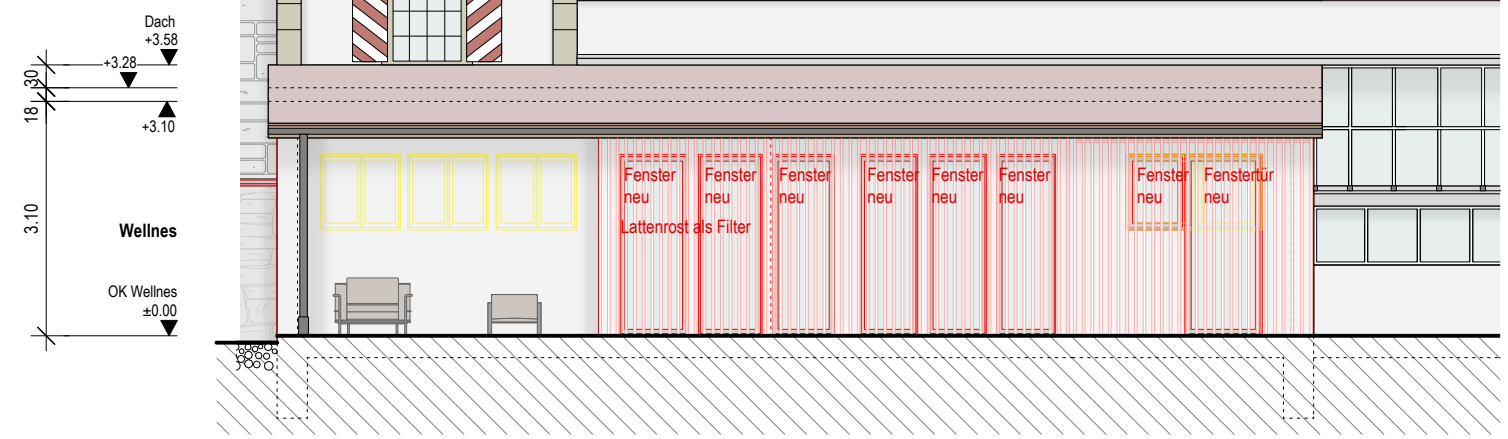 Dach
+3.58
+3.28
30
18
+3.10
3.10
Wellnes
OK Wellnes
±0.00
Fenster
neu
Fenster
neu
Fenster
neu
Fenster
neu
Fenster
neu
Fenster
neu
Fenster
neu
Fenstertür
neu
Lattenrost als Filter